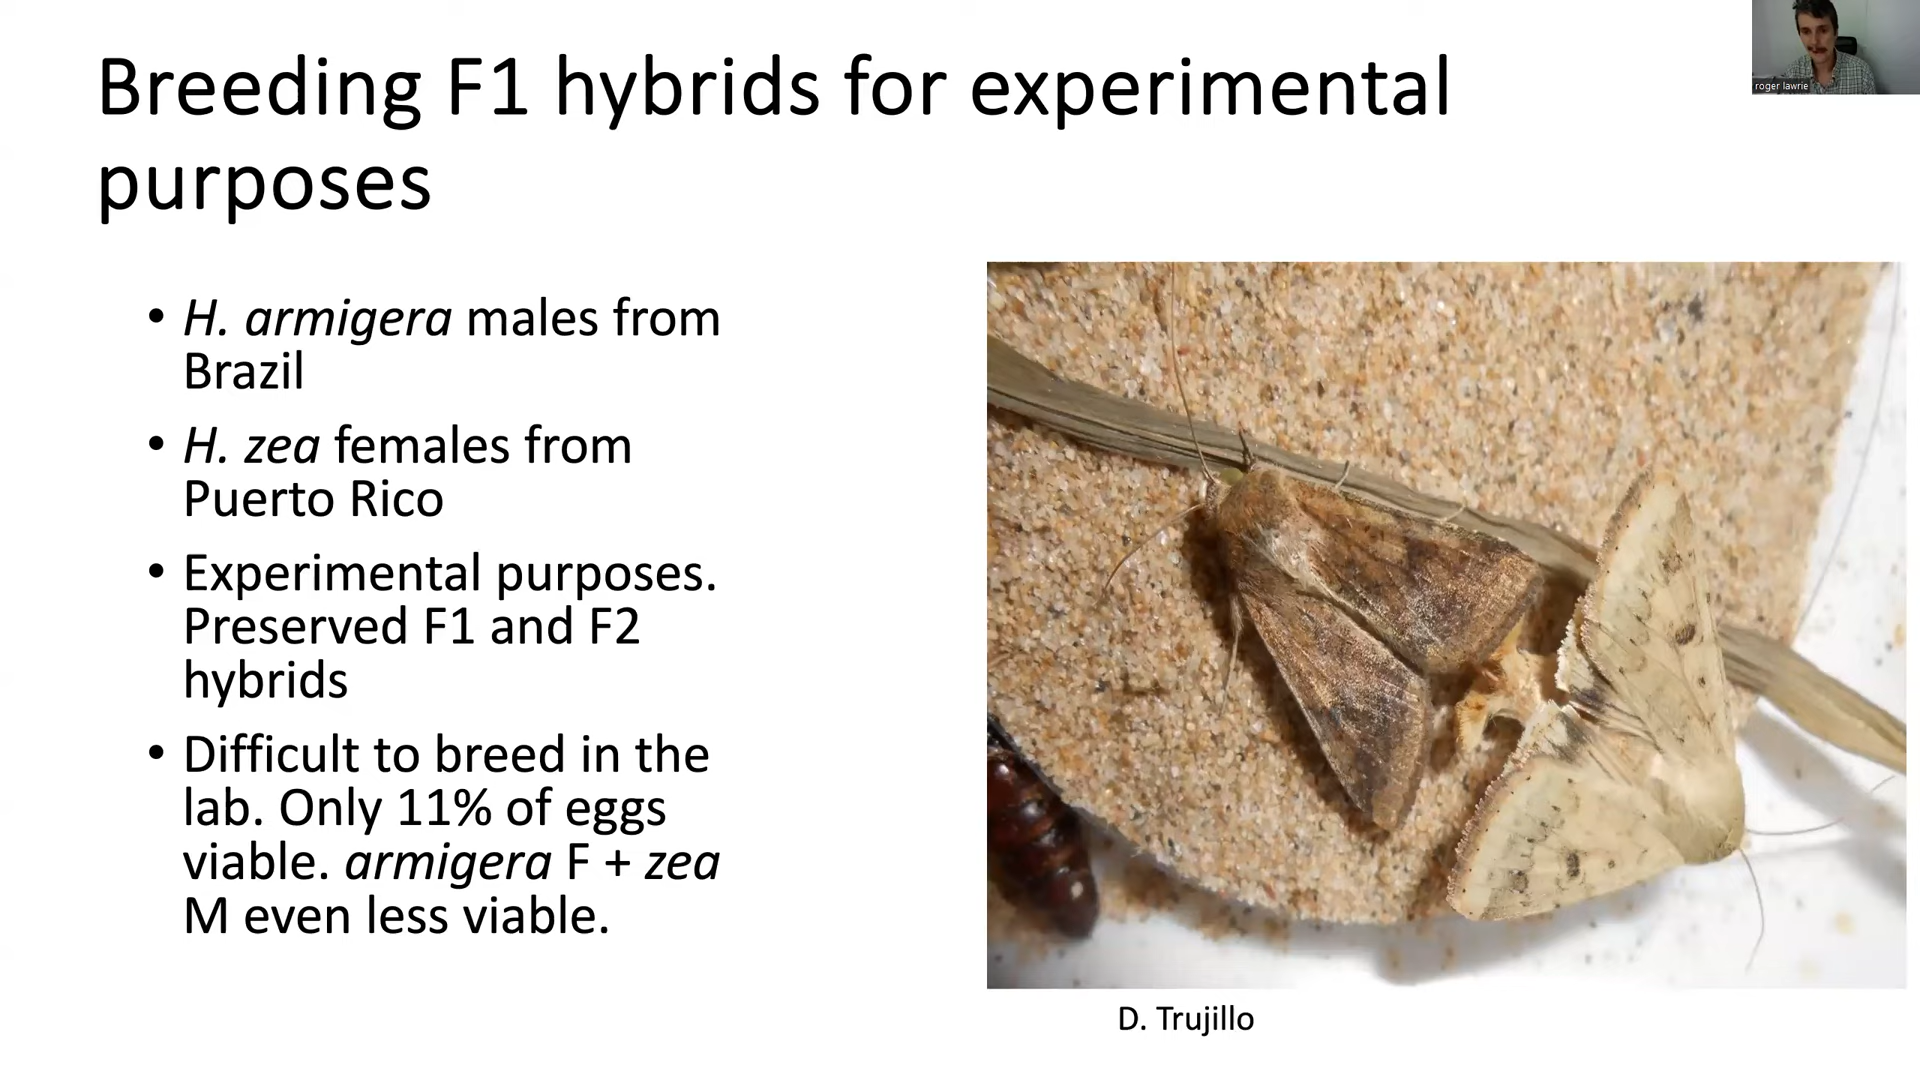 Breeding F1 hybrids for experimental
purposes
roger lawrie
• H. armigera males from
Brazil
• H. zea females from
Puerto Rico
• Experimental purposes.
Preserved F1 and F2
hybrids
• Difficult to breed in the
lab. Only 11% of eggs
viable. armigera F + zea
M even less viable.
D. Trujillo